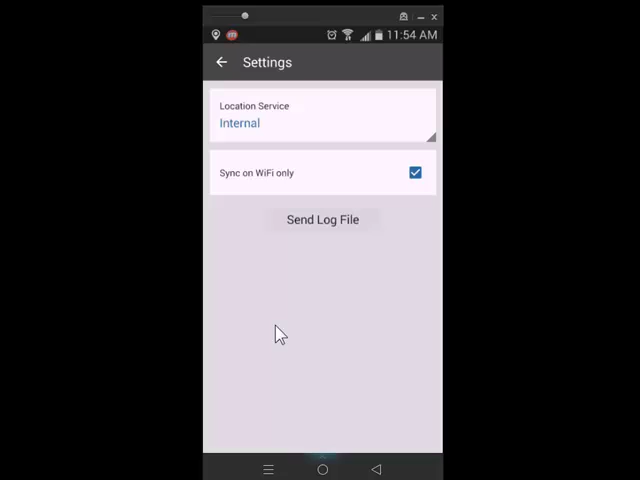 11:54 AM
Settings
Location Service
Internal
Sync on WiFi only
Send Log File